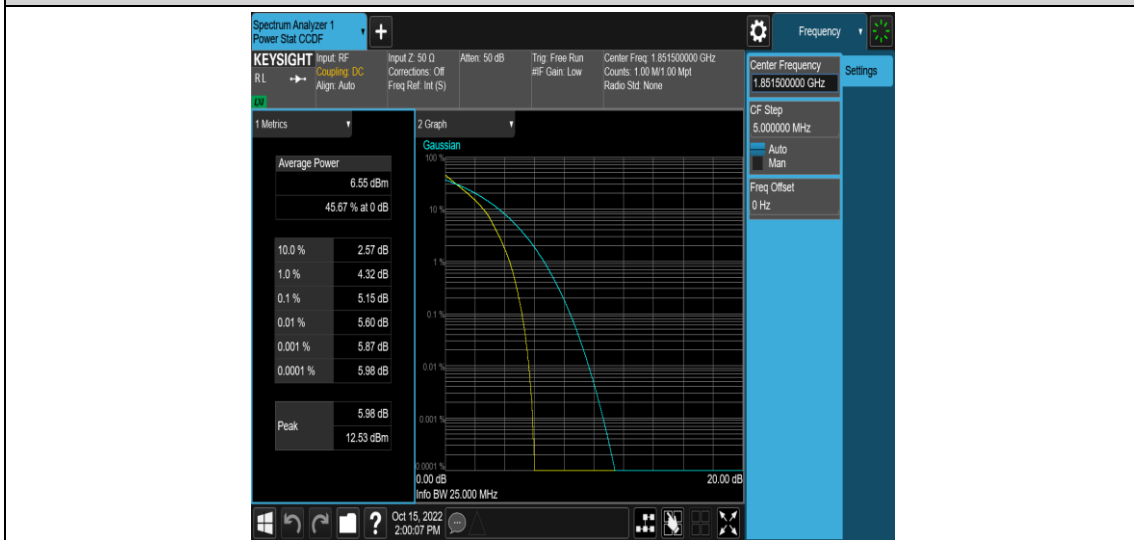 Spectrum Analyzer 1
Power Stat CCDF
+
Frequency
KEYSIGHT
RL
Input: RF
Coupling: DC
Align: Auto
Input Z: 50 Ω
Corrections: Off
Freq Ref: Int (S)
Atten: 50 dB
Trig: Free Run
#IF Gain: Low
Center Freq: 1.851500000 GHz
Counts: 1.00 M/1.00 Mpt
Radio Std: None
Center Frequency
1.851500000 GHz
Settings
CF Step
5.000000 MHz
Auto
Man
Freq Offset
0 Hz
1 Metrics
Average Power
6.55 dBm
45.67 % at 0 dB
10.0 % 2.57 dB
1.0 % 4.32 dB
0.1 % 5.15 dB
0.01 % 5.60 dB
0.001 % 5.87 dB
0.0001 % 5.98 dB
Peak
5.98 dB
12.53 dBm
2 Graph
Gaussian
100 %
10 %
1 %
0.1 %
0.01 %
0.001 %
0.0001 %
0.00 dB 20.00 dB
Info BW 25.000 MHz
?
Oct 15, 2022
2:00:07 PM